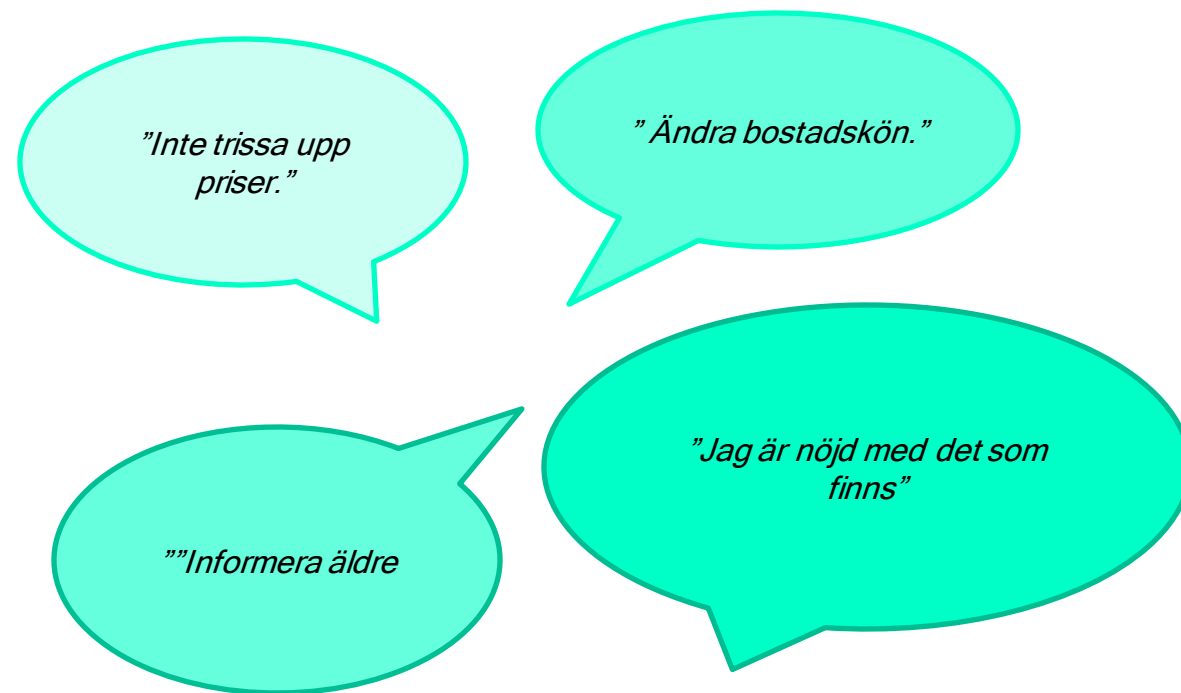 ”Inte trissa upp
priser.”
” Ändra bostadskön.”
””Informera äldre
”Jag är nöjd med det som
finns”